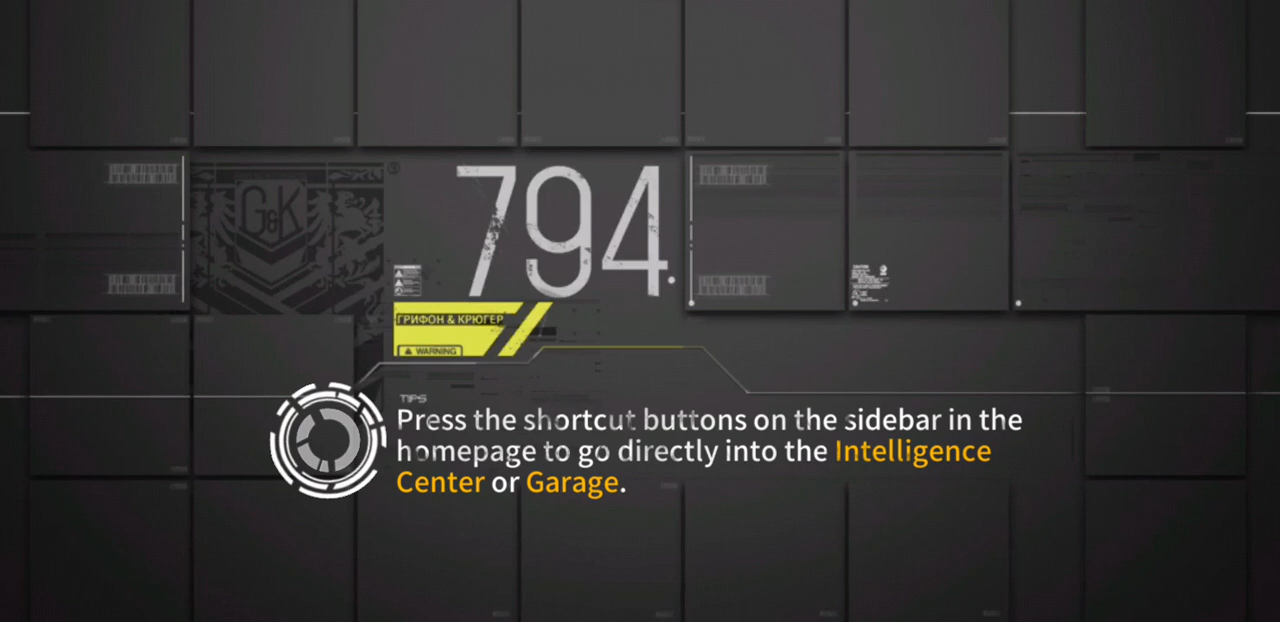 G&K
794.
ГРИФОН & КРЮГЕР
WARNING
TIPS
Press the shortcut buttons on the sidebar in the
homepage to go directly into the Intelligence
Center or Garage.